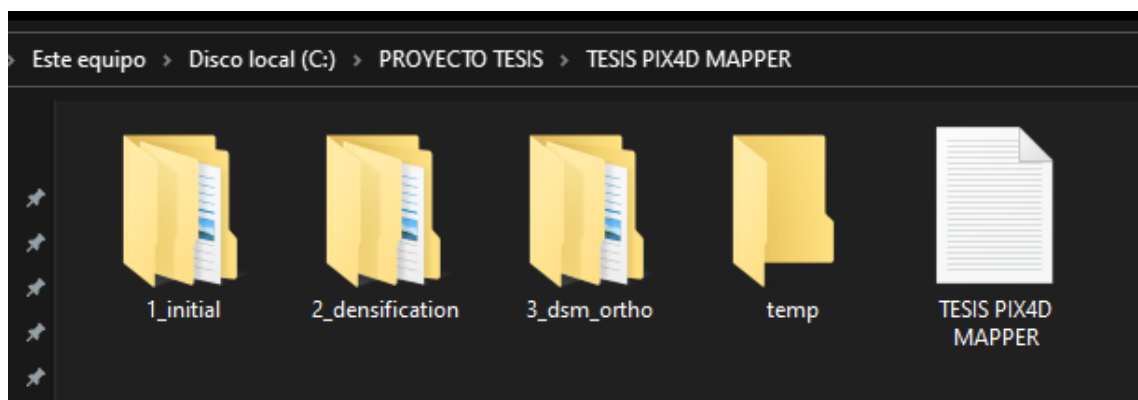 Este equipo > Disco local (C:) > PROYECTO TESIS > TESIS PIX4D MAPPER
1_initial
2_densification
3_dsm_ortho
temp
TESIS PIX4D
MAPPER